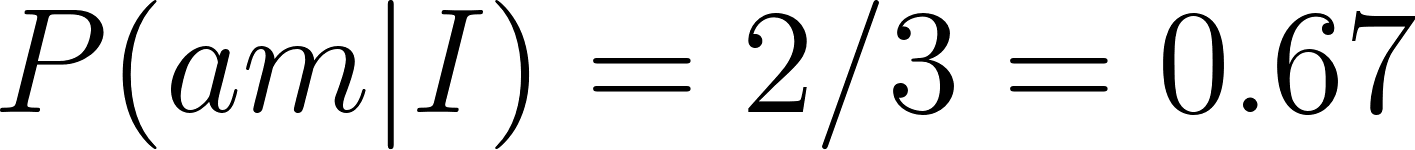 P(am|I) = 2/3 = 0.67